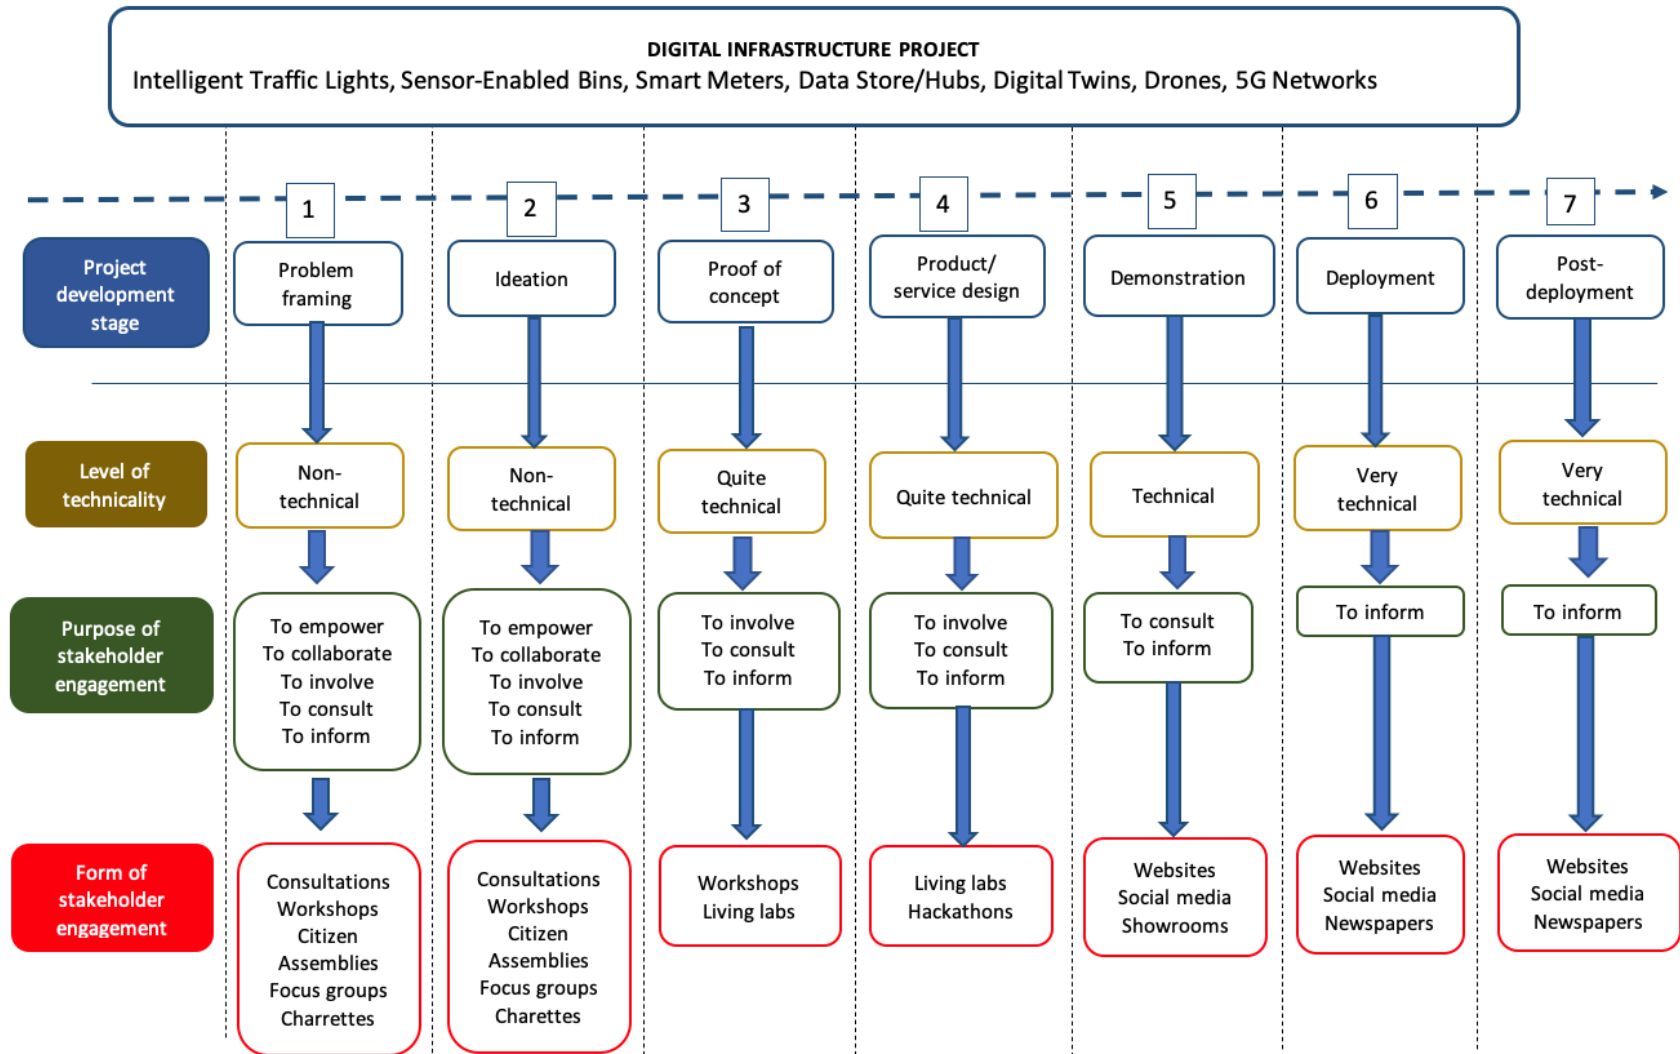 DIGITAL INFRASTRUCTURE PROJECT
Intelligent Traffic Lights, Sensor-Enabled Bins, Smart Meters, Data Store/Hubs, Digital Twins, Drones, 5G Networks
1
2
3
4
5
6
7
Project
development
stage
Problem
framing
Ideation
Proof of
concept
Product/
service design
Demonstration
Deployment
Post-
deployment
Level of
technicality
Non-
technical
Non-
technical
Quite
technical
Quite technical
Technical
Very
technical
Very
technical
Purpose of
stakeholder
engagement
To empower
To collaborate
To involve
To consult
To inform
To empower
To collaborate
To involve
To consult
To inform
To involve
To consult
To inform
To involve
To consult
To inform
To consult
To inform
To inform
To inform
Form of
stakeholder
engagement
Consultations
Workshops
Citizen
Assemblies
Focus groups
Charrettes
Consultations
Workshops
Citizen
Assemblies
Focus groups
Charettes
Workshops
Living labs
Living labs
Hackathons
Websites
Social media
Showrooms
Websites
Social media
Newspapers
Websites
Social media
Newspapers